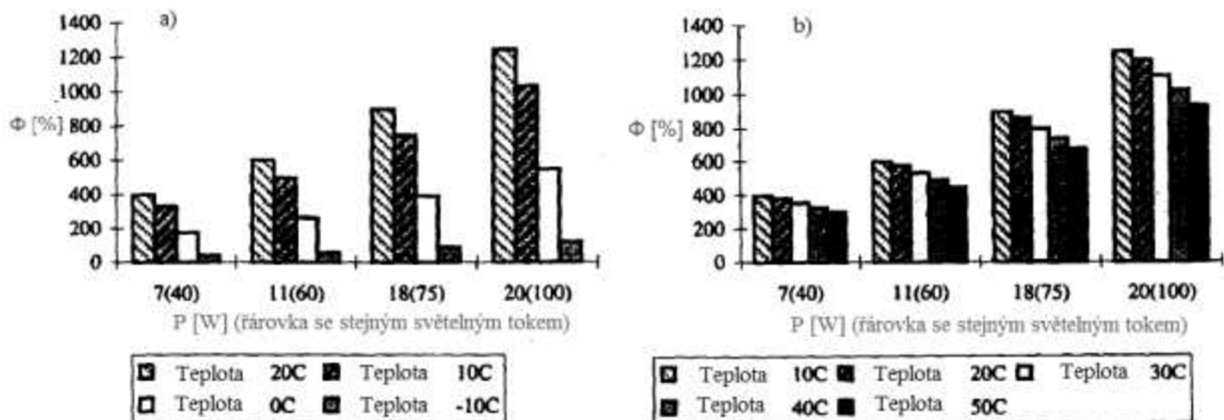 a)
1400
1200
1000
800
600
400
200
0
Φ [%]
7(40) 11(60) 18(75) 20(100)
P [W] (řárovka se stejným světelným tokem)
Teplota 20C Teplota 10C
Teplota 0C Teplota -10C
b)
1400
1200
1000
800
600
400
200
0
Φ [%]
7(40) 11(60) 18(75) 20(100)
P [W] (řárovka se stejným světelným tokem)
Teplota 10C Teplota 20C Teplota 30C
Teplota 40C Teplota 50C